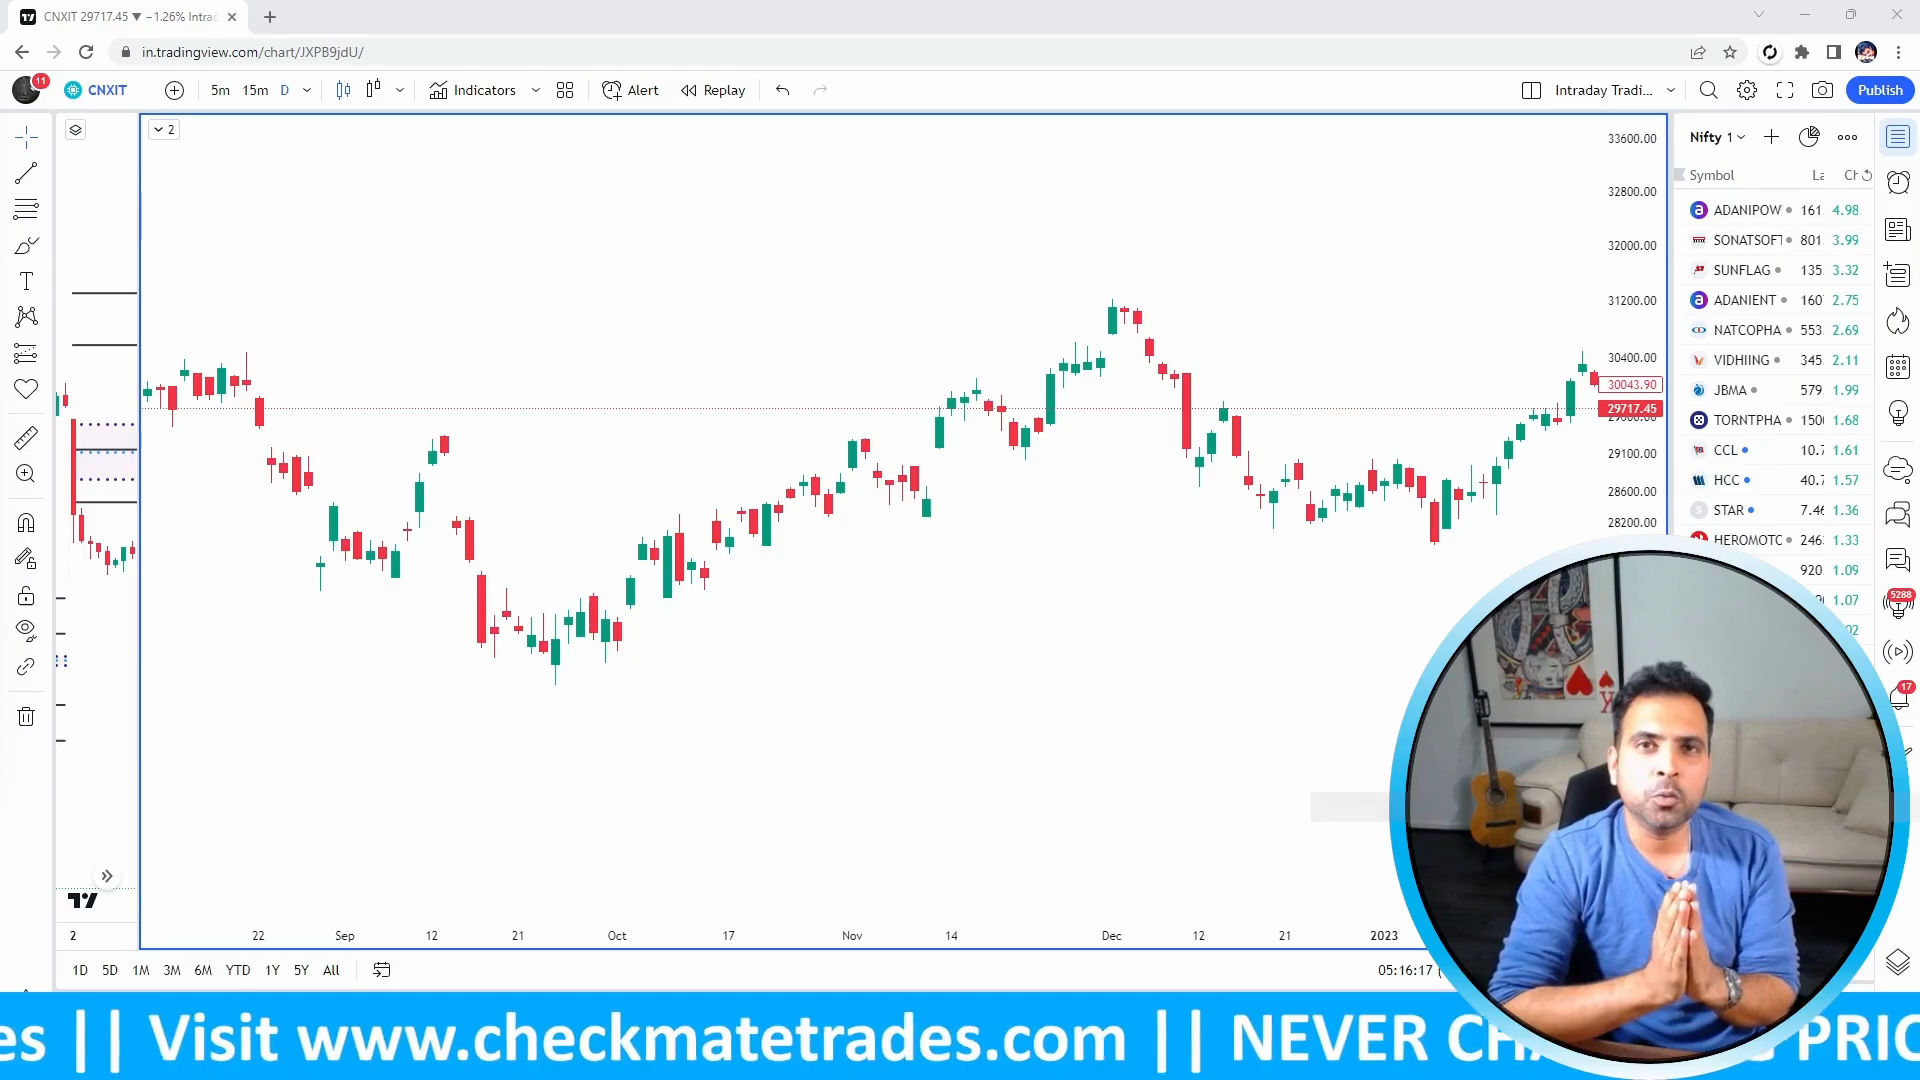 CNXIT 29717.45 ▼ −1.26% Intra
in.tradingview.com/chart/JXPB9jdU/
11
CNXIT
5m 15m D
Indicators
Alert
Replay
Intraday Tradi...
Publish
2
33600.00
32800.00
32000.00
31200.00
30400.00
30043.90
29717.45
29100.00
28600.00
28200.00
Nifty 1
Symbol
ADANIPOW 161 4.98
SONATSOFT 801 3.99
SUNFLAG 135 3.32
ADANIENT 160 2.75
NATCOPHA 553 2.69
VIDHIING 345 2.11
JBMA 579 1.99
TORNTPHA 150 1.68
CCL 10.7 1.61
HCC 40.7 1.57
STAR 7.46 1.36
HEROMOTC 246 1.33
920 1.09
1.07
5288
17
K
2
22 Sep 12 21 Oct 17 Nov 14 Dec 12 21 2023
1D 5D 1M 3M 6M YTD 1Y 5Y All
05:16:17 (
es || Visit www.checkmatetrades.com || NEVER CH PRIC